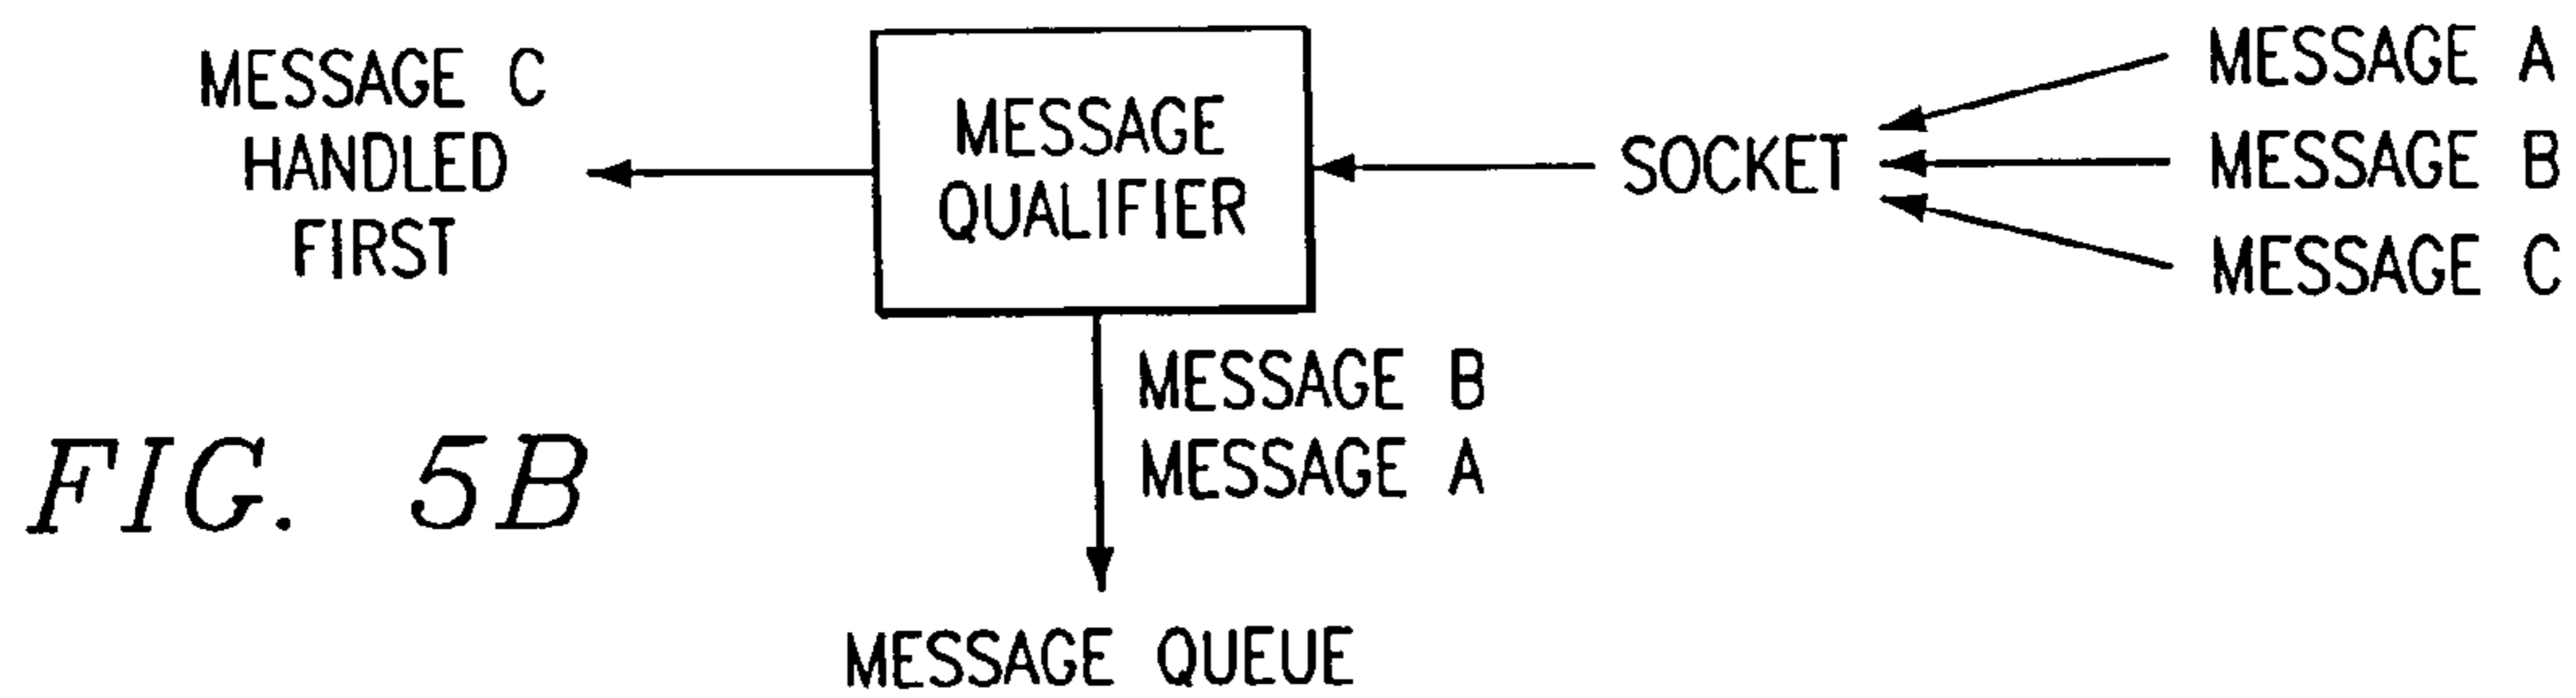 MESSAGE C
HANDLED
FIRST
MESSAGE
QUALIFIER
SOCKET
MESSAGE A
MESSAGE B
MESSAGE C
MESSAGE B
MESSAGE A
MESSAGE QUEUE
FIG. 5B